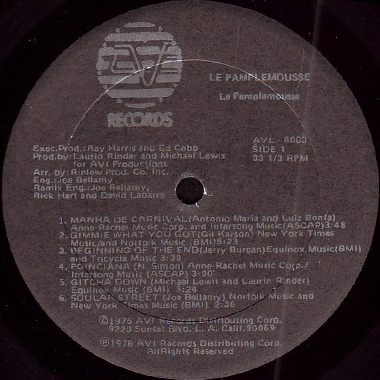 AVI
RECORDS
LE PAMPLEMOUSSE
Le Pamplemousse
AVL - 6003
SIDE 1
33 1/3 RPM
Exec.Prod.: Ray Harris and Ed Cobb
Prod.by: Laurin Rinder and Michael Lewis
for AVI Productions
Arr. by: Rinlew Prod. Co. Inc.
Eng.:Joe Bellamy
Remix Eng.:Joe Bellamy,
Rick Hart and David Labarre
1. MANHA DE CARNIVAL(Antonio Maria and Luiz Bonfa)
Anne-Rachel Music Corp. and Intersong Music(ASCAP)3:48
2. GIMMIE WHAT YOU GOT(Gil Karson) New York Times
Music/and Norfolk Music (BMI)5:23
3. BEGINNING OF THE END(Jerry Burgan)Equinox Music(BMI)
and Tricycle Music 3:33
4. POINCIANA (N. Simon) Anne-Rachel Music Corp./
Intersong Music (ASCAP) 3:20
5. GITCHA DOWN (Michael Lewis and Laurin Rinder)
Equinox Music (BMI) 3:24
6. SOULAR STREET (Joe Bellamy) Norfolk Music and
New York Times Music (BMI) 2:36
©1976 AVI Records Distributing Corp.
9220 Sunset Blvd. L. A. Calif.90069
℗1976 AVI Records Distributing Corp.
AllRights Reserved